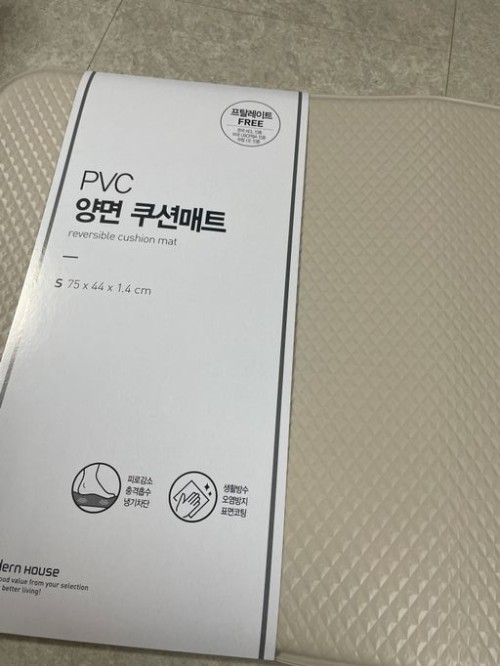 프탈레이트
FREE
PVC
양면 쿠션매트
reversible cushion mat
S 75 x 44 x 1.4 cm
피로감소
충격흡수
냉기차단
생활방수
오염방지
표면코팅
dern House
ood value from your selection
better living!